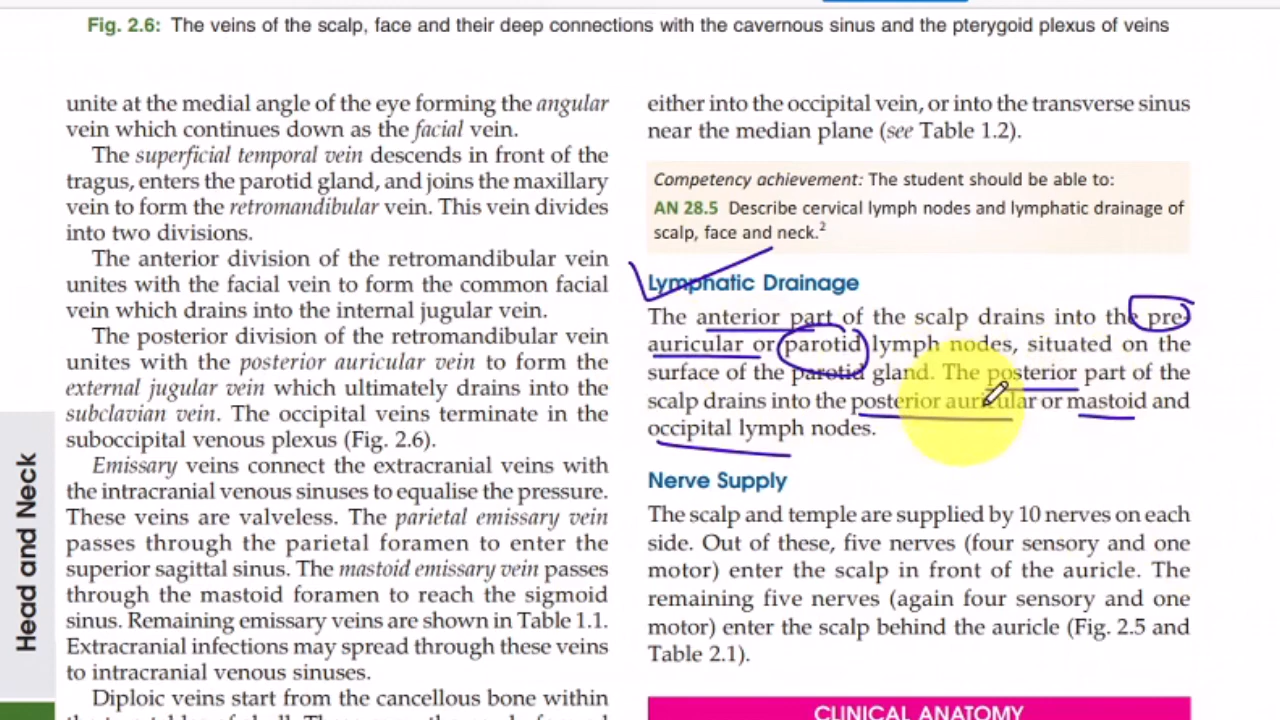 Fig. 2.6: The veins of the scalp, face and their deep connections with the cavernous sinus and the pterygoid plexus of veins
unite at the medial angle of the eye forming the angular
vein which continues down as the facial vein.
The superficial temporal vein descends in front of the
tragus, enters the parotid gland, and joins the maxillary
vein to form the retromandibular vein. This vein divides
into two divisions.
The anterior division of the retromandibular vein
unites with the facial vein to form the common facial
vein which drains into the internal jugular vein.
The posterior division of the retromandibular vein
unites with the posterior auricular vein to form the
external jugular vein which ultimately drains into the
subclavian vein. The occipital veins terminate in the
suboccipital venous plexus (Fig. 2.6).
Emissary veins connect the extracranial veins with
the intracranial venous sinuses to equalise the pressure.
These veins are valveless. The parietal emissary vein
passes through the parietal foramen to enter the
superior sagittal sinus. The mastoid emissary vein passes
through the mastoid foramen to reach the sigmoid
sinus. Remaining emissary veins are shown in Table 1.1.
Extracranial infections may spread through these veins
to intracranial venous sinuses.
Diploic veins start from the cancellous bone within
either into the occipital vein, or into the transverse sinus
near the median plane (see Table 1.2).
Competency achievement: The student should be able to:
AN 28.5 Describe cervical lymph nodes and lymphatic drainage of
scalp, face and neck.2
Lymphatic Drainage
The anterior part of the scalp drains into the pre-
auricular or parotid lymph nodes, situated on the
surface of the parotid gland. The posterior part of the
scalp drains into the posterior auricular or mastoid and
occipital lymph nodes.
Nerve Supply
The scalp and temple are supplied by 10 nerves on each
side. Out of these, five nerves (four sensory and one
motor) enter the scalp in front of the auricle. The
remaining five nerves (again four sensory and one
motor) enter the scalp behind the auricle (Fig. 2.5 and
Table 2.1).
CLINICAL ANATOMY
Head and Neck